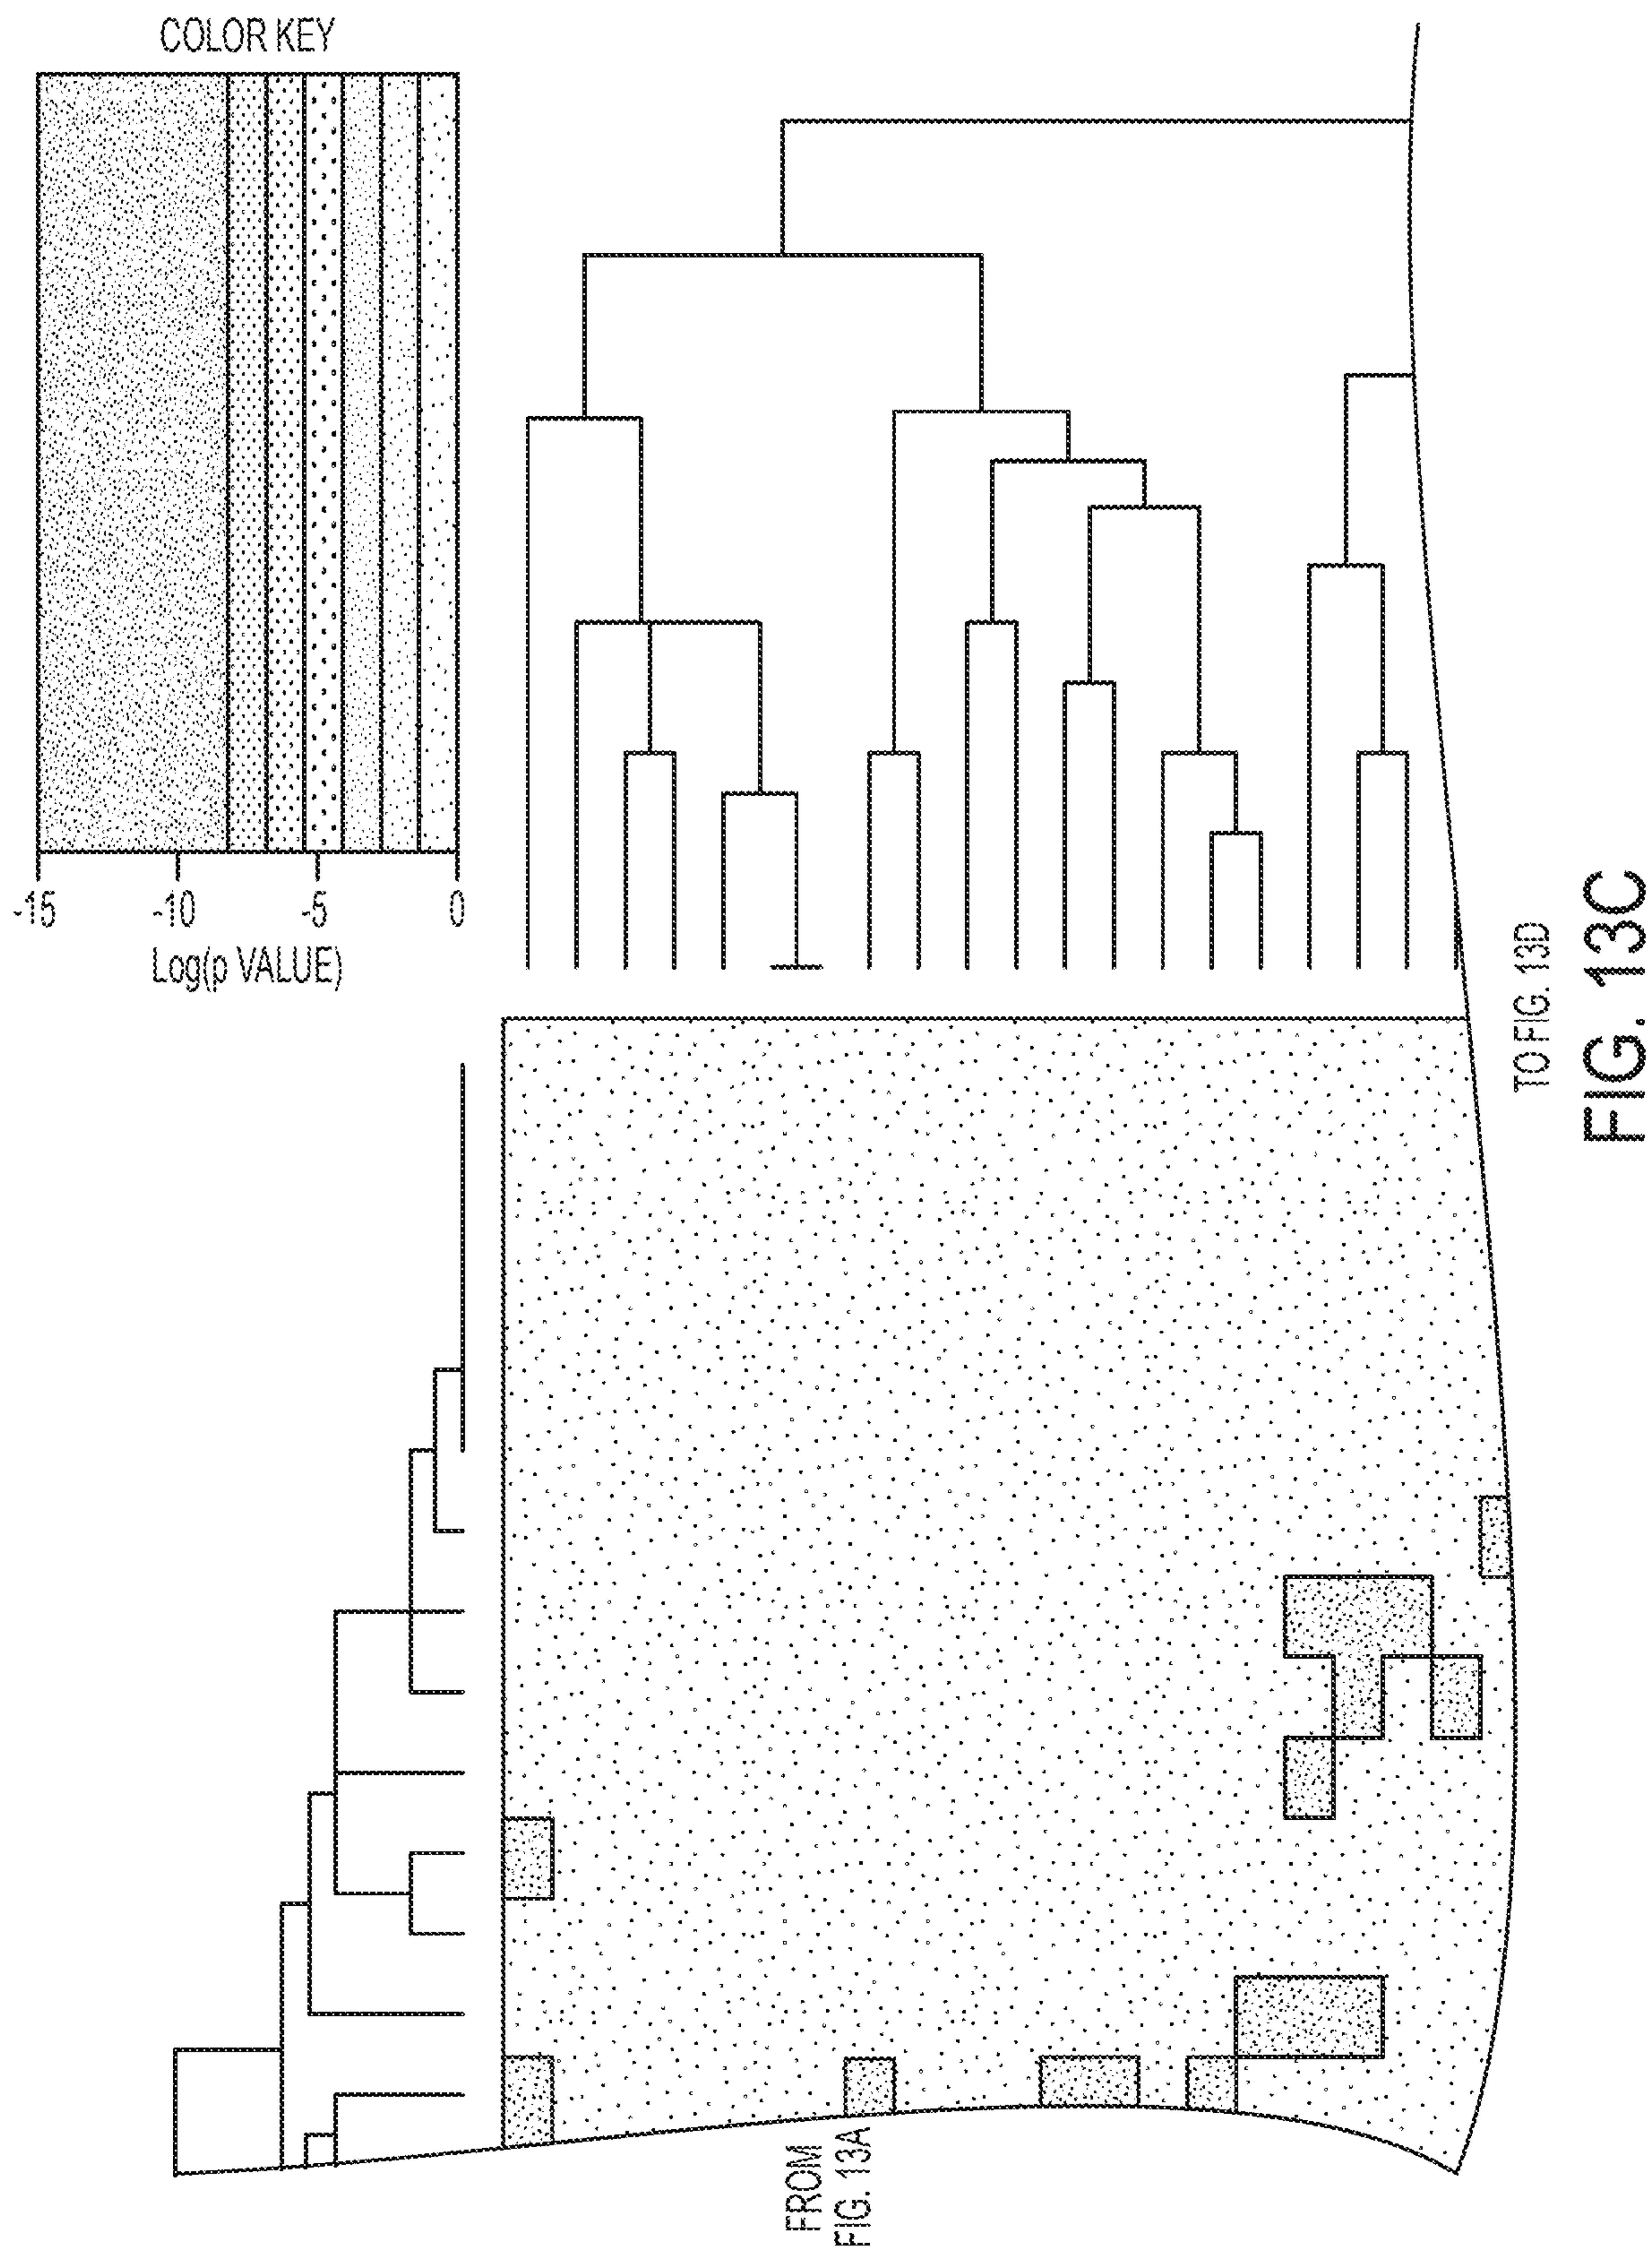 COLOR KEY
-15
-10
-5
0
Log(p VALUE)
FROM
FIG. 13A
TO FIG. 13D
FIG. 13C